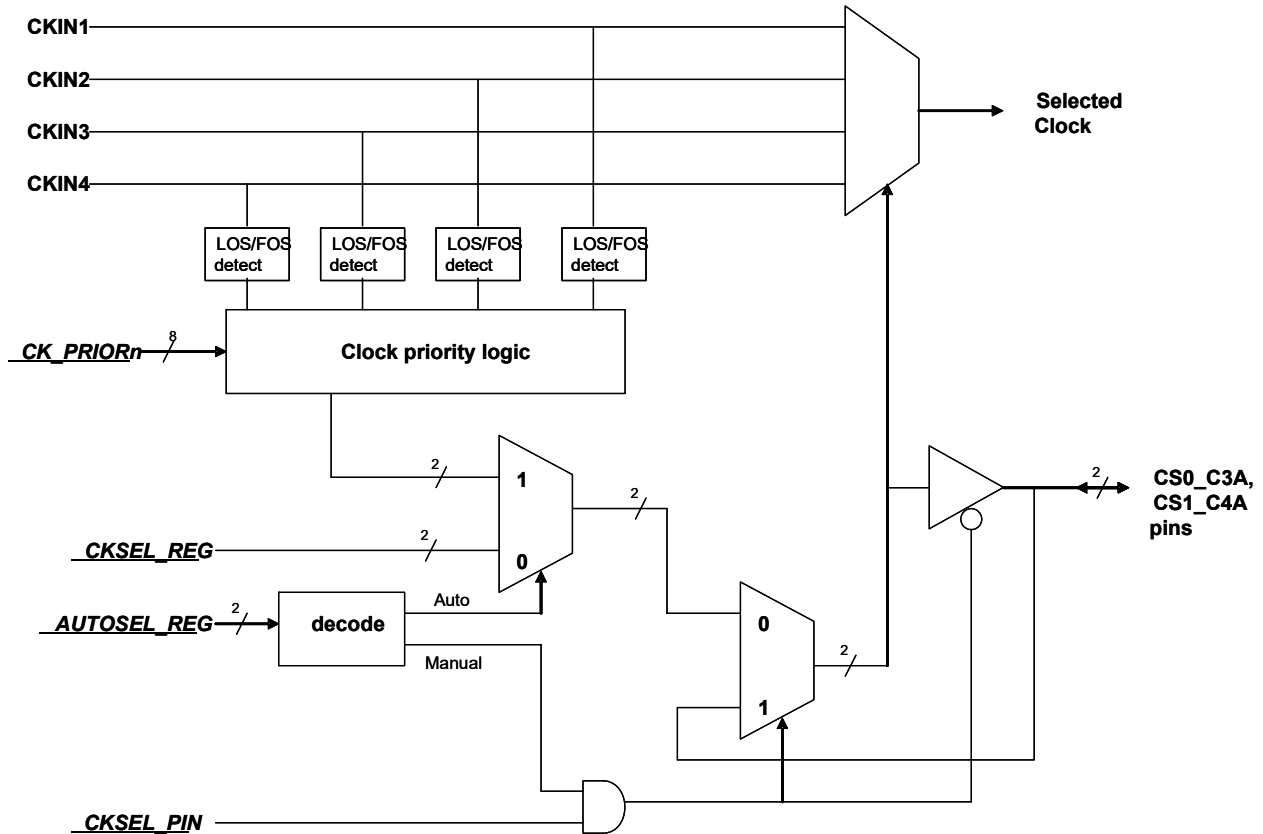 CKIN1
CKIN2
CKIN3
CKIN4
Selected
Clock
LOS/FOS
detect
LOS/FOS
detect
LOS/FOS
detect
LOS/FOS
detect
CK_PRIORn
8
Clock priority logic
2
1
2
CKSEL_REG
2
0
2
CS0_C3A,
CS1_C4A
pins
AUTOSEL_REG
2
decode
Auto
Manual
0
2
1
CKSEL_PIN